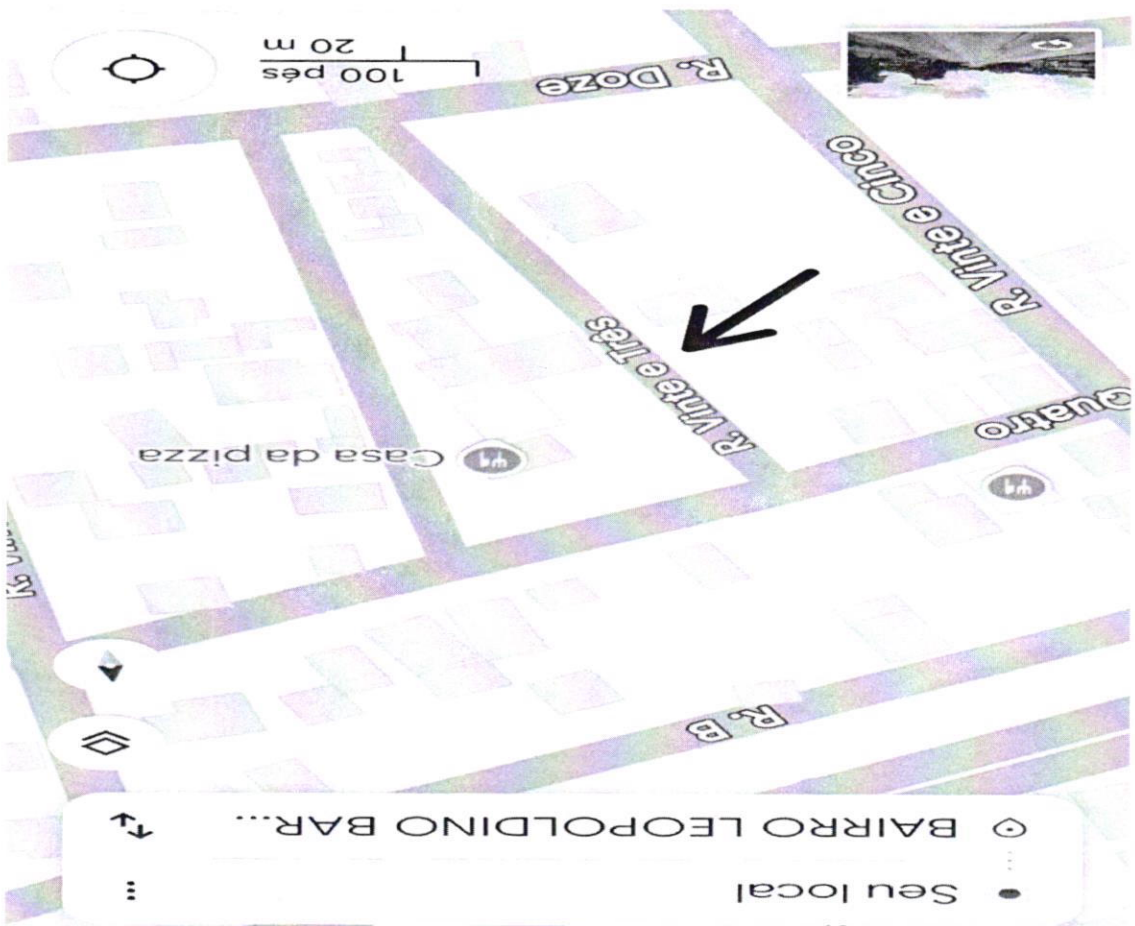 Seu local
BAIRRO LEOPOLDINO BAR...
R. B
Quatro
Casa da pizza
R. Vinte e Três
R. Vinte e Cinco
R. Doze
100 pés
20 m